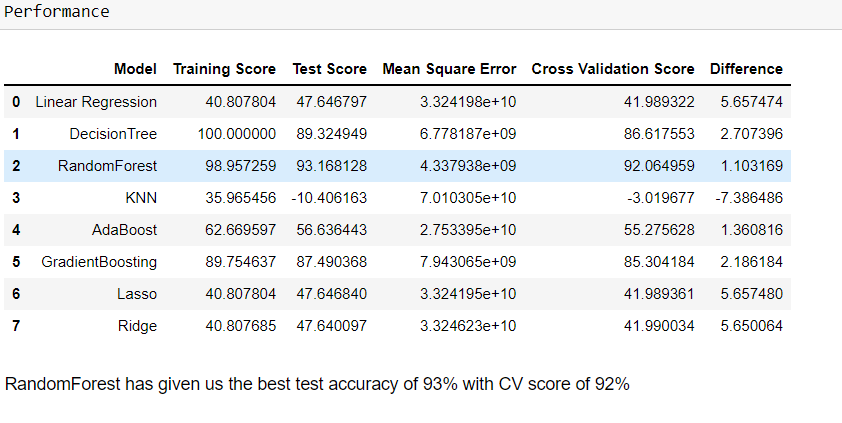 Performance
Model Training Score Test Score Mean Square Error Cross Validation Score Difference
0 Linear Regression 40.807804 47.646797 3.324198e+10 41.989322 5.657474
1 DecisionTree 100.000000 89.324949 6.778187e+09 86.617553 2.707396
2 RandomForest 98.957259 93.168128 4.337938e+09 92.064959 1.103169
3 KNN 35.965456 -10.406163 7.010305e+10 -3.019677 -7.386486
4 AdaBoost 62.669597 56.636443 2.753395e+10 55.275628 1.360816
5 GradientBoosting 89.754637 87.490368 7.943065e+09 85.304184 2.186184
6 Lasso 40.807804 47.646840 3.324195e+10 41.989361 5.657480
7 Ridge 40.807685 47.640097 3.324623e+10 41.990034 5.650064
RandomForest has given us the best test accuracy of 93% with CV score of 92%